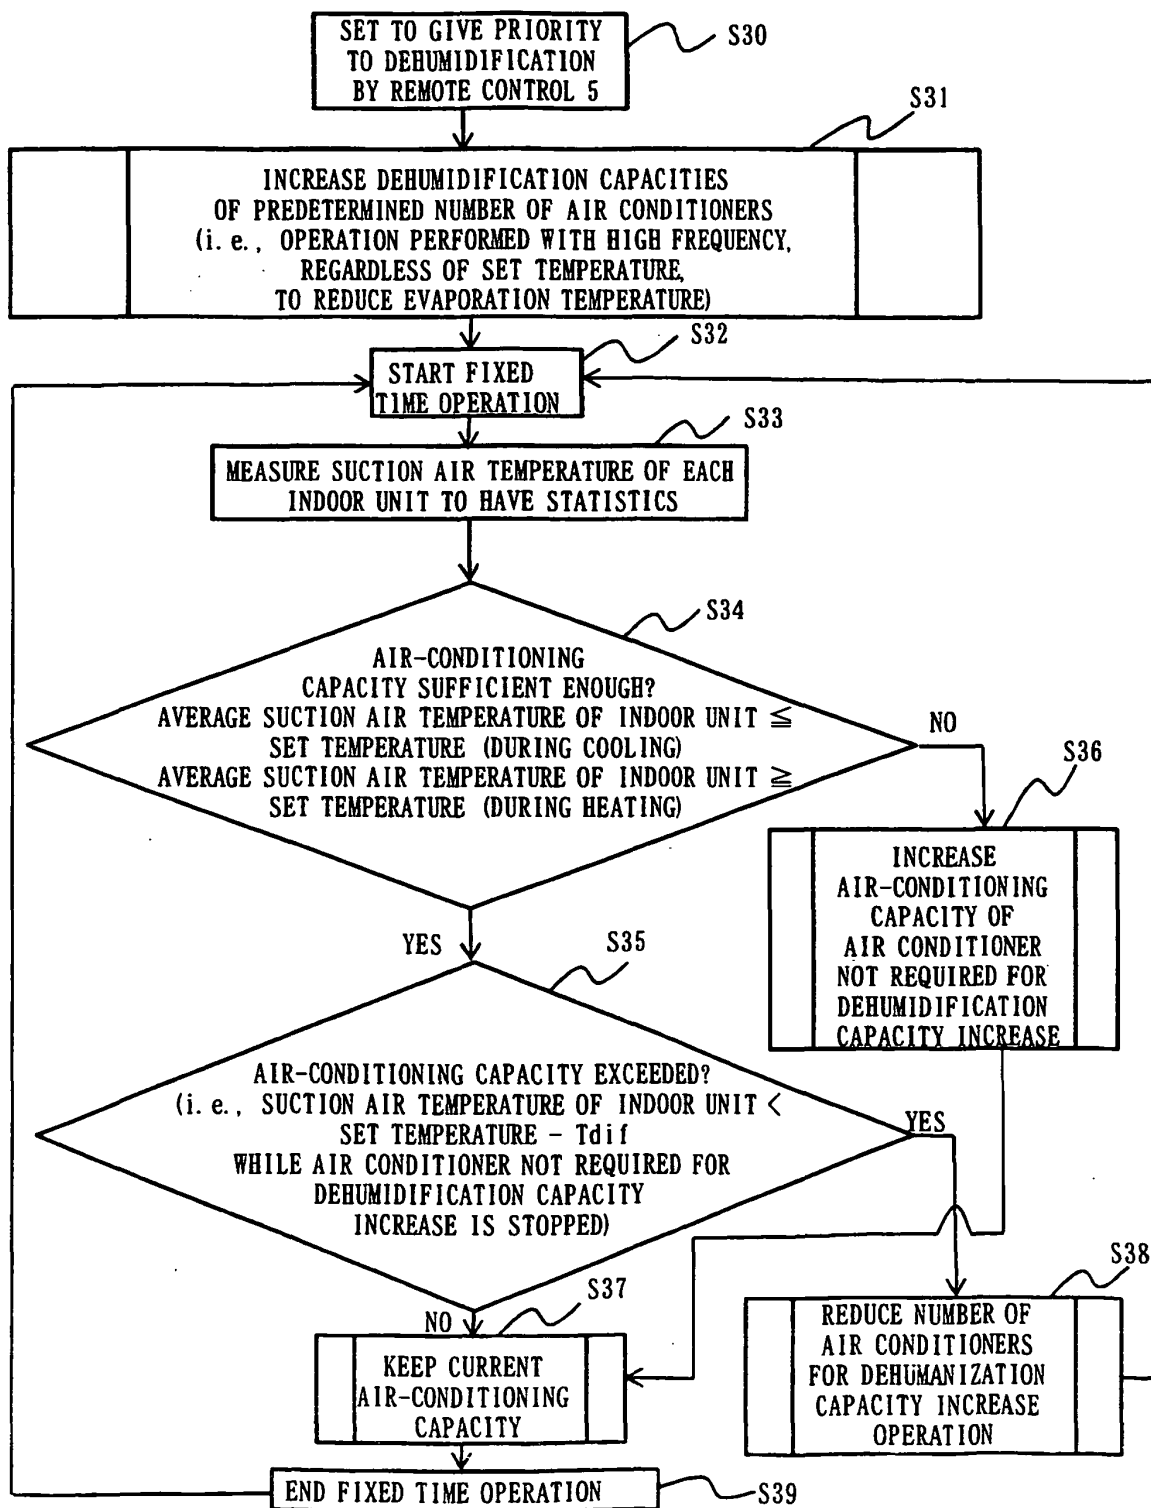 SET TO GIVE PRIORITY
TO DEHUMIDIFICATION
BY REMOTE CONTROL 5
S30
S31
INCREASE DEHUMIDIFICATION CAPACITIES
OF PREDETERMINED NUMBER OF AIR CONDITIONERS
(i. e., OPERATION PERFORMED WITH HIGH FREQUENCY,
REGARDLESS OF SET TEMPERATURE,
TO REDUCE EVAPORATION TEMPERATURE)
S32
START FIXED
TIME OPERATION
S33
MEASURE SUCTION AIR TEMPERATURE OF EACH
INDOOR UNIT TO HAVE STATISTICS
S34
AIR-CONDITIONING
CAPACITY SUFFICIENT ENOUGH?
AVERAGE SUCTION AIR TEMPERATURE OF INDOOR UNIT ≦
SET TEMPERATURE (DURING COOLING)
AVERAGE SUCTION AIR TEMPERATURE OF INDOOR UNIT ≧
SET TEMPERATURE (DURING HEATING)
NO
S36
INCREASE
AIR-CONDITIONING
CAPACITY OF
AIR CONDITIONER
NOT REQUIRED FOR
DEHUMIDIFICATION
CAPACITY INCREASE
YES
S35
AIR-CONDITIONING CAPACITY EXCEEDED?
(i. e., SUCTION AIR TEMPERATURE OF INDOOR UNIT <
SET TEMPERATURE - Tdif
WHILE AIR CONDITIONER NOT REQUIRED FOR
DEHUMIDIFICATION CAPACITY
INCREASE IS STOPPED)
YES
NO
S37
KEEP CURRENT
AIR-CONDITIONING
CAPACITY
S38
REDUCE NUMBER OF
AIR CONDITIONERS
FOR DEHUMANIZATION
CAPACITY INCREASE
OPERATION
END FIXED TIME OPERATION
S39